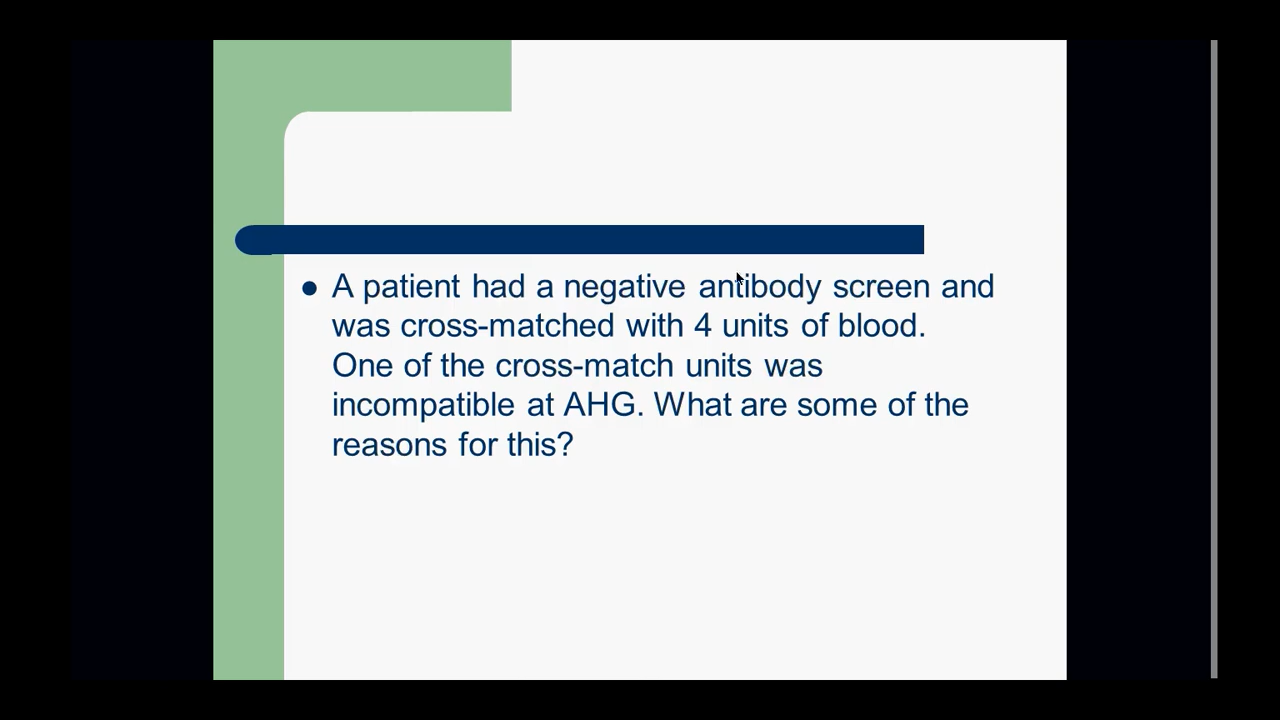 ● A patient had a negative antibody screen and
was cross-matched with 4 units of blood.
One of the cross-match units was
incompatible at AHG. What are some of the
reasons for this?